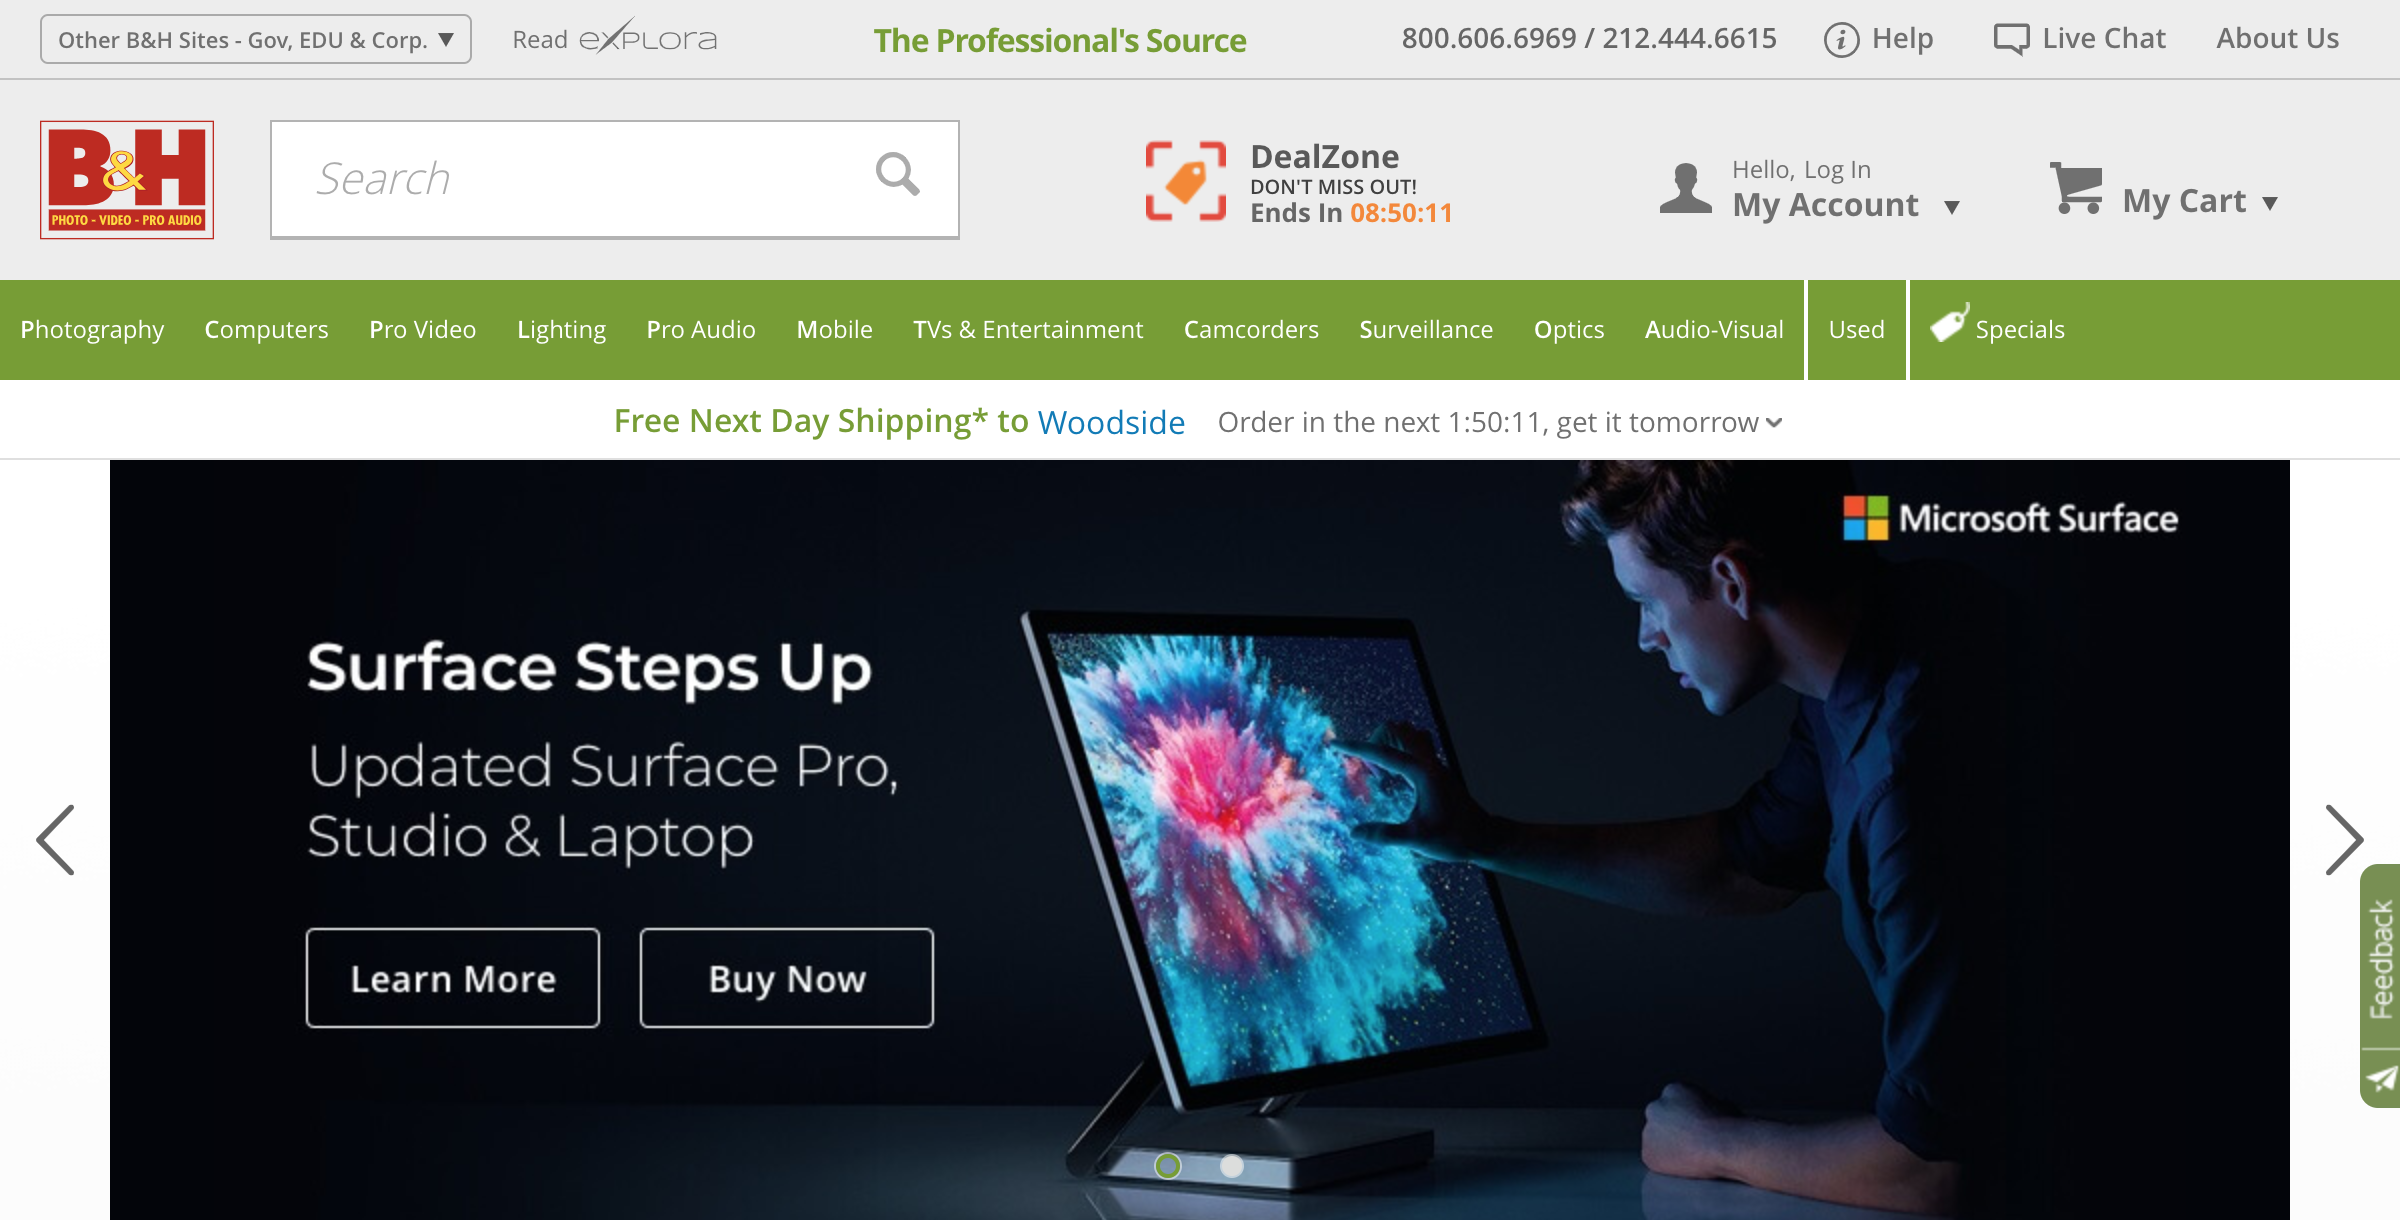 Other B&H Sites - Gov, EDU & Corp.
Read eXPLORA
The Professional's Source
800.606.6969 / 212.444.6615
Help
Live Chat
About Us
B&H
PHOTO - VIDEO - PRO AUDIO
Search
DealZone
DON'T MISS OUT!
Ends In 08:50:11
Hello, Log In
My Account
My Cart
Photography Computers Pro Video Lighting Pro Audio Mobile TVs & Entertainment Camcorders Surveillance Optics Audio-Visual Used Specials
Free Next Day Shipping* to Woodside Order in the next 1:50:11, get it tomorrow
Microsoft Surface
Surface Steps Up
Updated Surface Pro,
Studio & Laptop
Learn More
Buy Now
Feedback